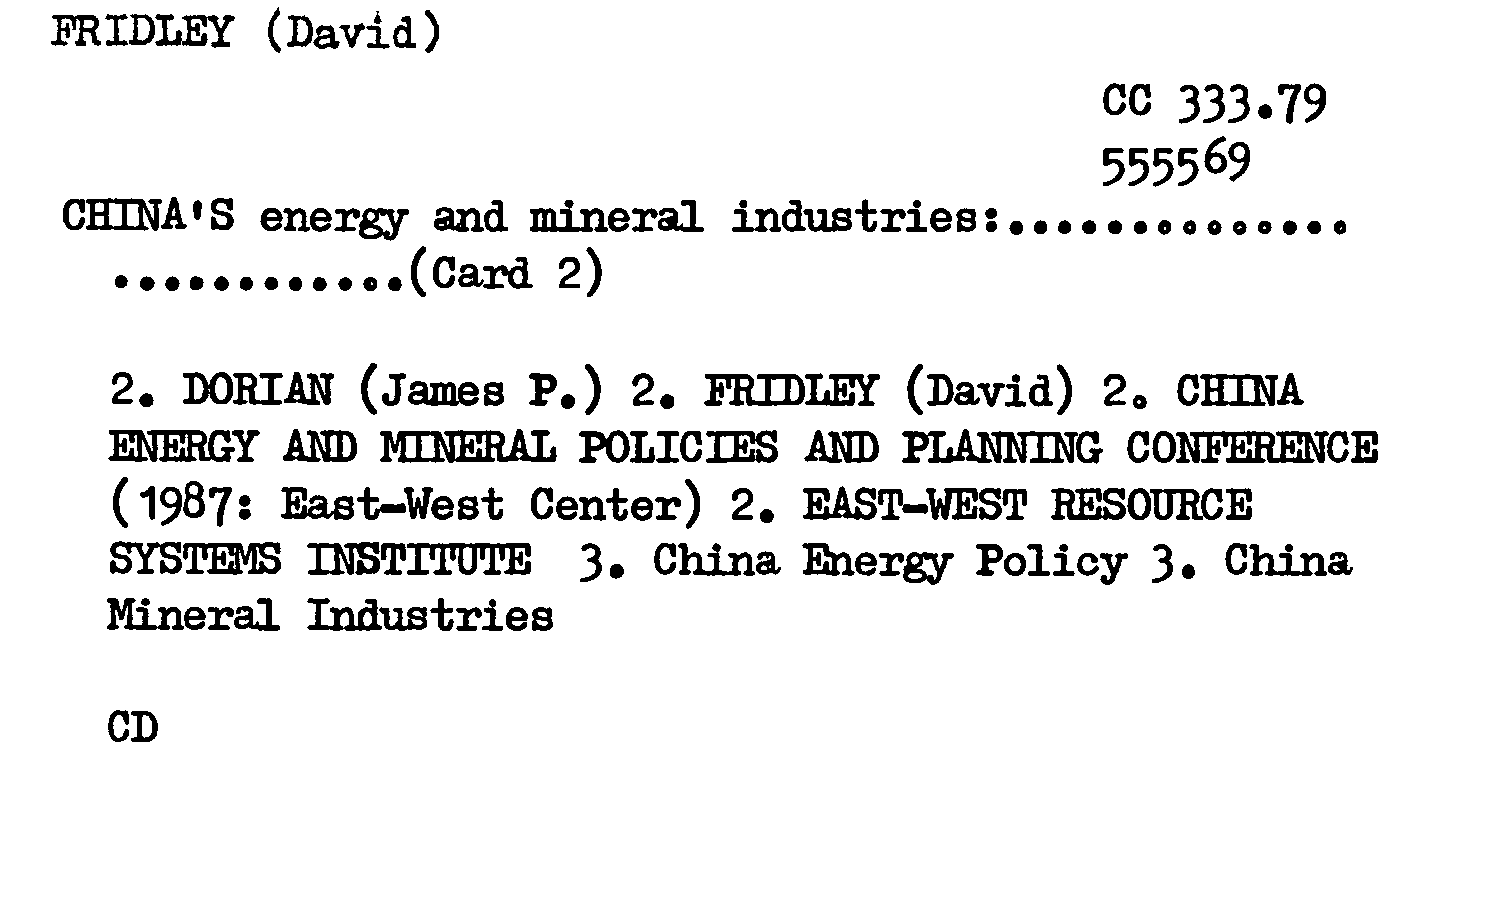 FRIDLEY (David)
CC 333.79
555569
CHINA'S energy and mineral industries:..............
............(Card 2)
2. DORIAN (James P.) 2. FRIDLEY (David) 2. CHINA
ENERGY AND MINERAL POLICIES AND PLANNING CONFERENCE
(1987: East-West Center) 2. EAST-WEST RESOURCE
SYSTEMS INSTITUTE 3. China Energy Policy 3. China
Mineral Industries
CD